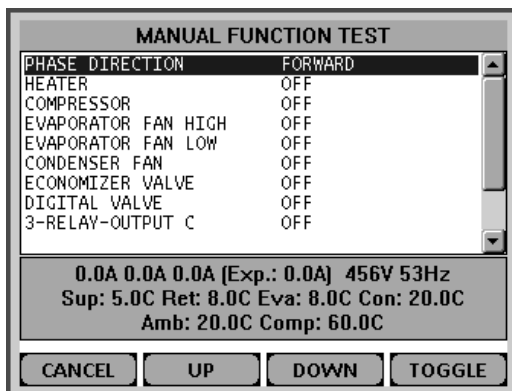 MANUAL FUNCTION TEST
PHASE DIRECTION FORWARD
HEATER OFF
COMPRESSOR OFF
EVAPORATOR FAN HIGH OFF
EVAPORATOR FAN LOW OFF
CONDENSER FAN OFF
ECONOMIZER VALVE OFF
DIGITAL VALVE OFF
3-RELAY-OUTPUT C OFF
0.0A 0.0A 0.0A (Exp.: 0.0A) 456V 53Hz
Sup: 5.0C Ret: 8.0C Eva: 8.0C Con: 20.0C
Amb: 20.0C Comp: 60.0C
CANCEL UP DOWN TOGGLE